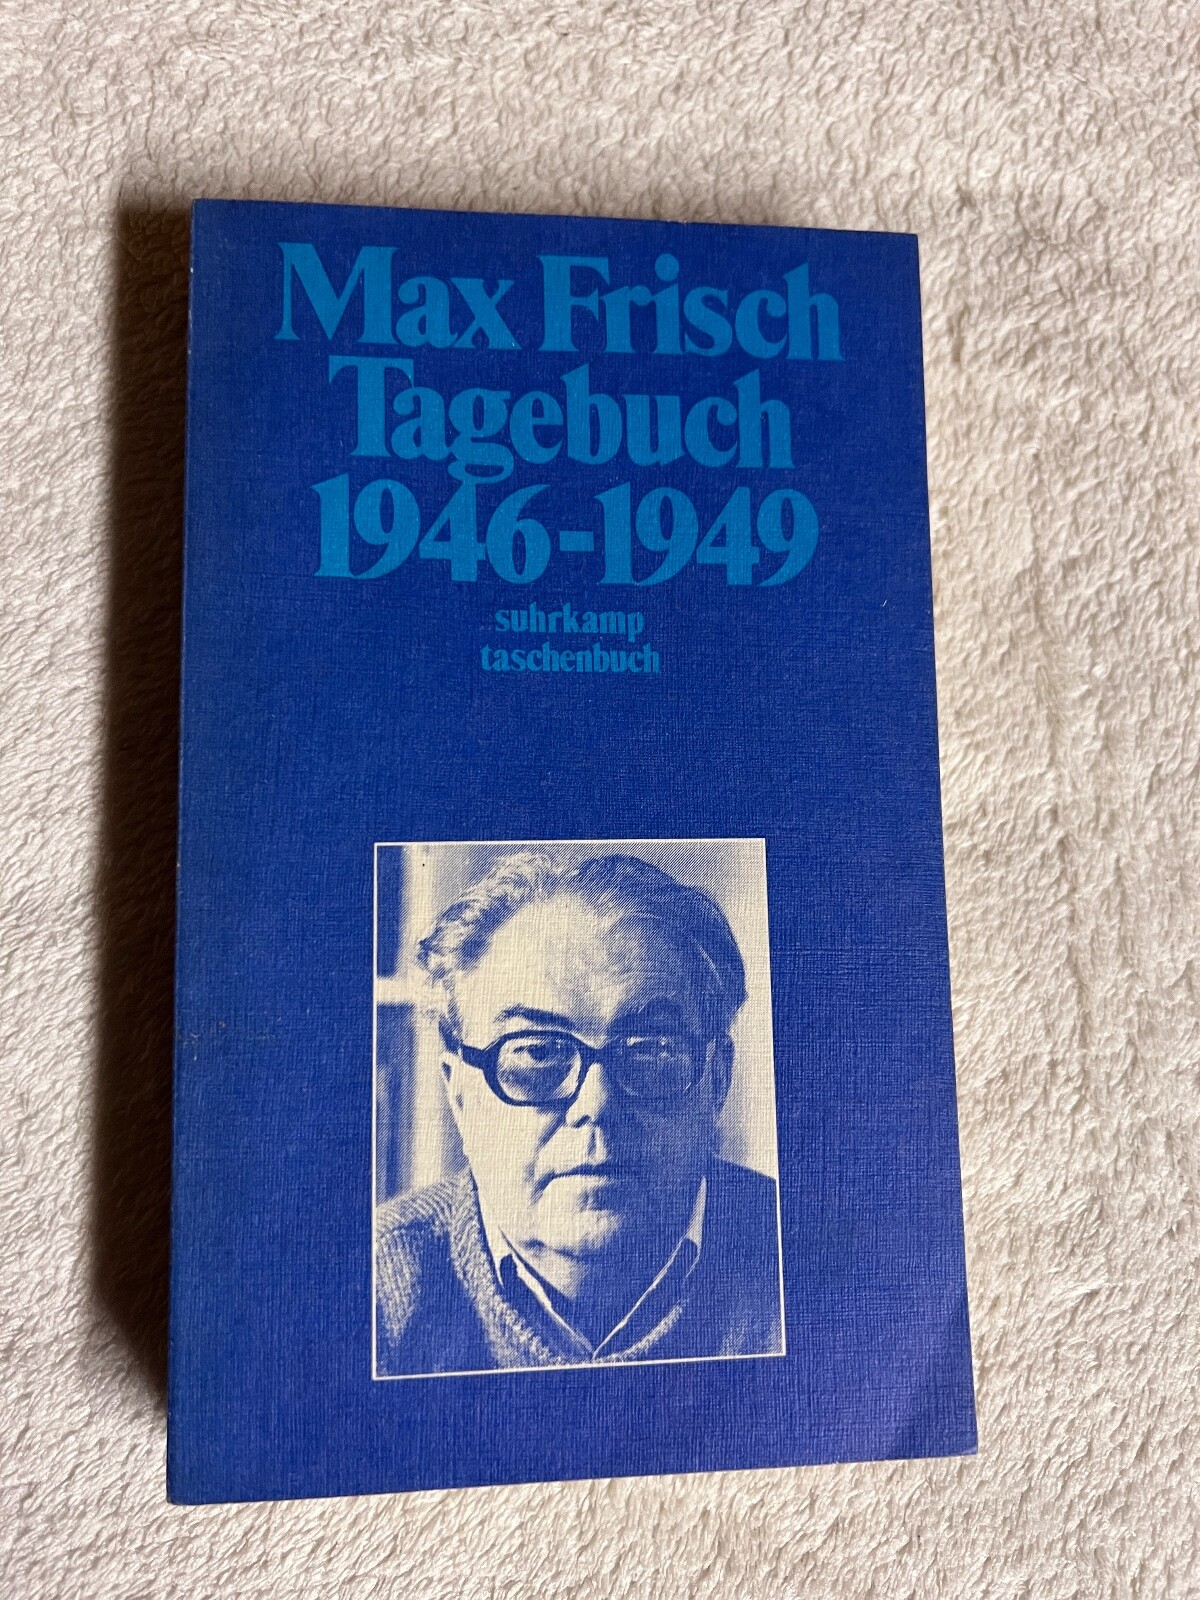 Max Frisch
Tagebuch
1946-1949
suhrkamp
taschenbuch